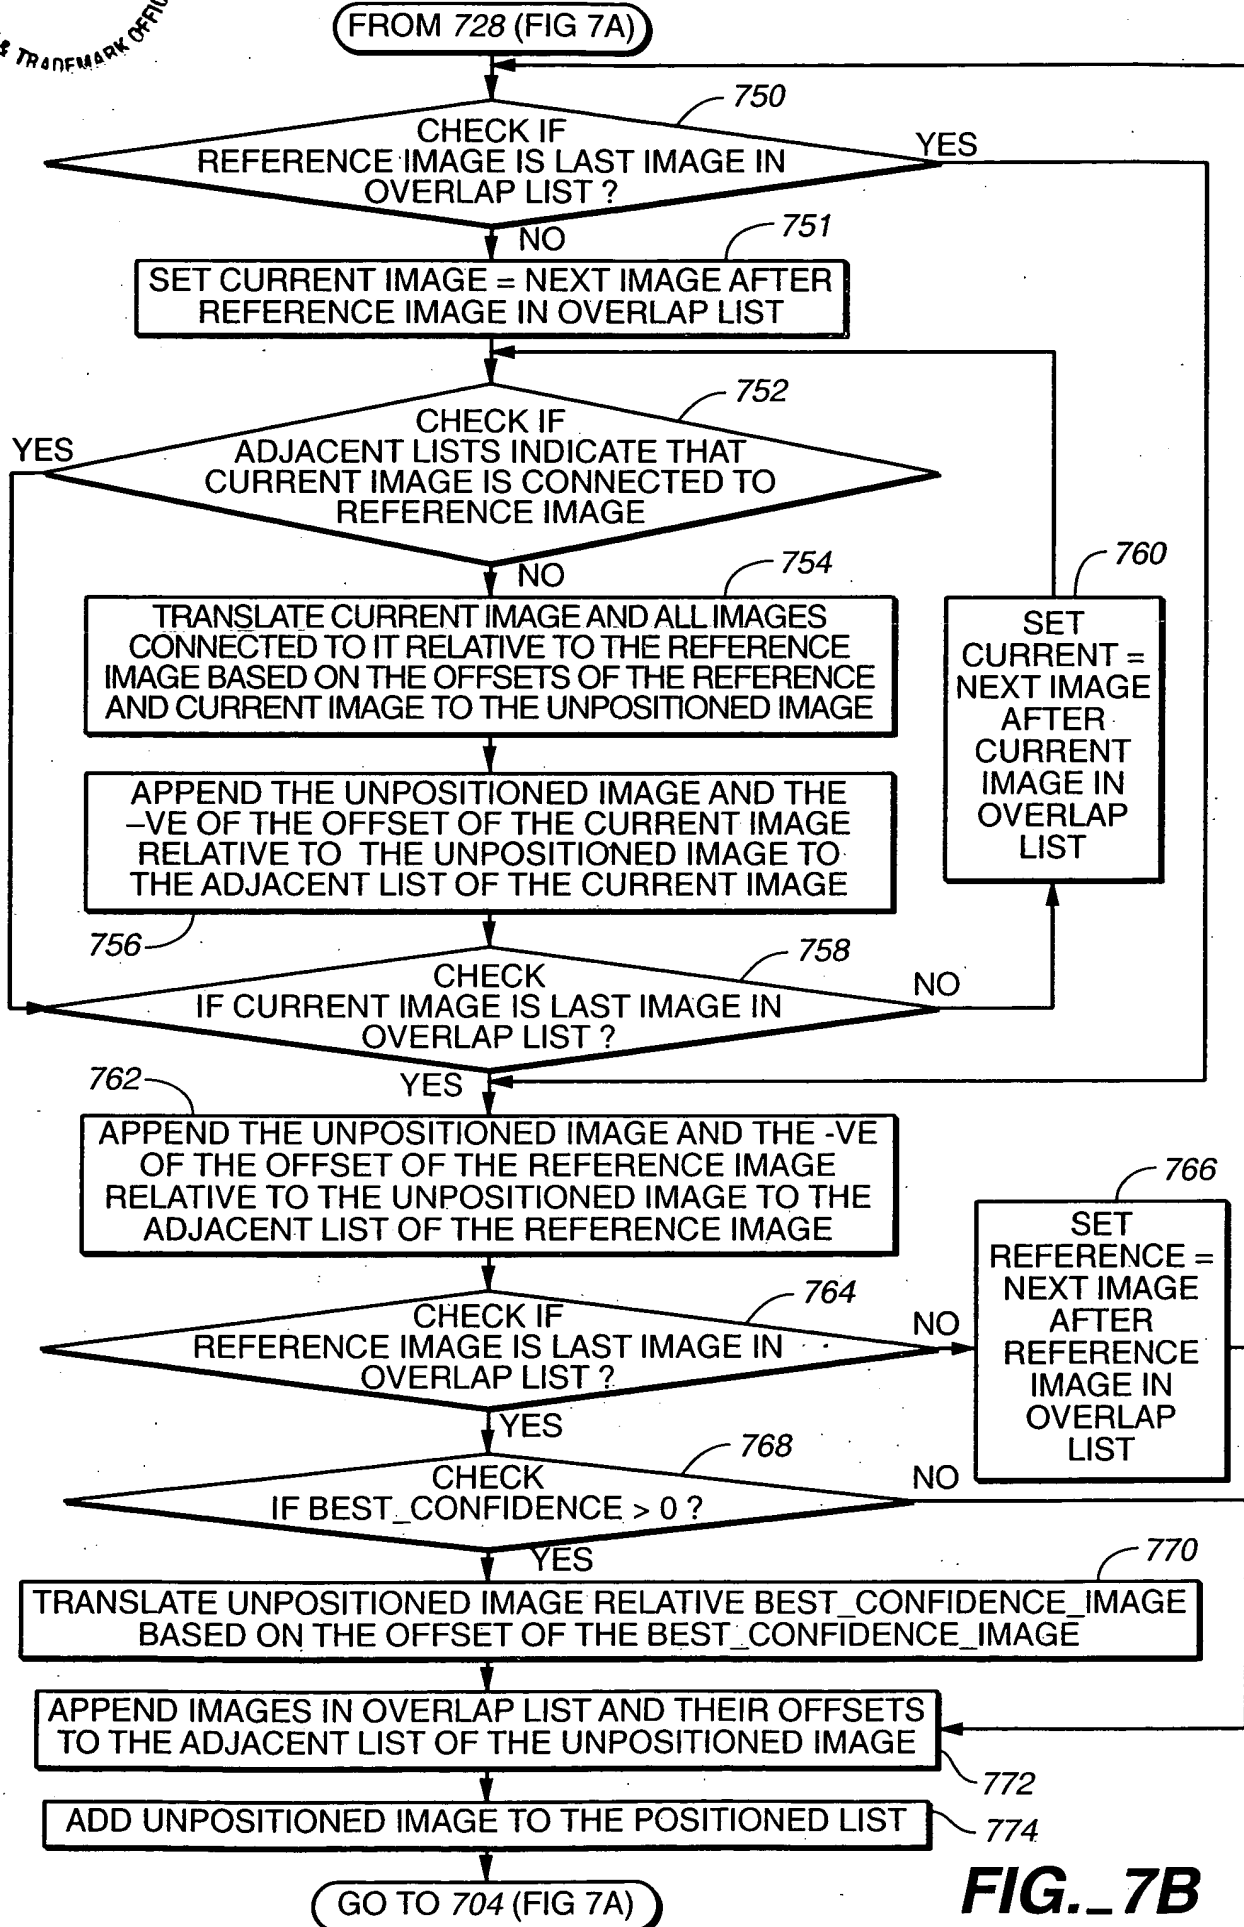 & TRADEMARK OFFIC
FROM 728 (FIG 7A)
750
CHECK IF
REFERENCE IMAGE IS LAST IMAGE IN
OVERLAP LIST ?
YES
NO
751
SET CURRENT IMAGE = NEXT IMAGE AFTER
REFERENCE IMAGE IN OVERLAP LIST
752
CHECK IF
ADJACENT LISTS INDICATE THAT
CURRENT IMAGE IS CONNECTED TO
REFERENCE IMAGE
YES
NO
754
TRANSLATE CURRENT IMAGE AND ALL IMAGES
CONNECTED TO IT RELATIVE TO THE REFERENCE
IMAGE BASED ON THE OFFSETS OF THE REFERENCE
AND CURRENT IMAGE TO THE UNPOSITIONED IMAGE
760
SET
CURRENT =
NEXT IMAGE
AFTER
CURRENT
IMAGE IN
OVERLAP
LIST
APPEND THE UNPOSITIONED IMAGE AND THE
–VE OF THE OFFSET OF THE CURRENT IMAGE
RELATIVE TO THE UNPOSITIONED IMAGE TO
THE ADJACENT LIST OF THE CURRENT IMAGE
756
758
CHECK
IF CURRENT IMAGE IS LAST IMAGE IN
OVERLAP LIST ?
NO
YES
762
APPEND THE UNPOSITIONED IMAGE AND THE -VE
OF THE OFFSET OF THE REFERENCE IMAGE
RELATIVE TO THE UNPOSITIONED IMAGE TO THE
ADJACENT LIST OF THE REFERENCE IMAGE
764
CHECK IF
REFERENCE IMAGE IS LAST IMAGE IN
OVERLAP LIST ?
NO
YES
766
SET
REFERENCE =
NEXT IMAGE
AFTER
REFERENCE
IMAGE IN
OVERLAP
LIST
768
CHECK
IF BEST_CONFIDENCE > 0 ?
NO
YES
770
TRANSLATE UNPOSITIONED IMAGE RELATIVE BEST_CONFIDENCE_IMAGE
BASED ON THE OFFSET OF THE BEST_CONFIDENCE_IMAGE
APPEND IMAGES IN OVERLAP LIST AND THEIR OFFSETS
TO THE ADJACENT LIST OF THE UNPOSITIONED IMAGE
772
ADD UNPOSITIONED IMAGE TO THE POSITIONED LIST
774
GO TO 704 (FIG 7A)
FIG._7B